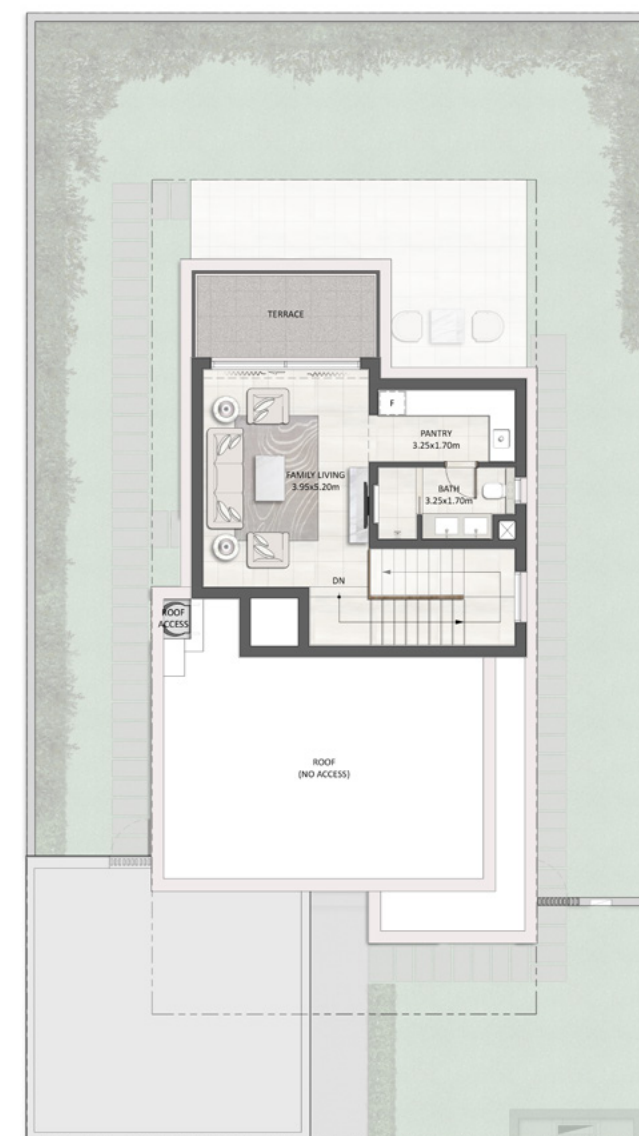 TERRACE
F
PANTRY
3.25x1.70m
FAMILY LIVING
3.95x5.20m
BATH
3.25x1.70m
DN
ROOF
ACCESS
ROOF
(NO ACCESS)